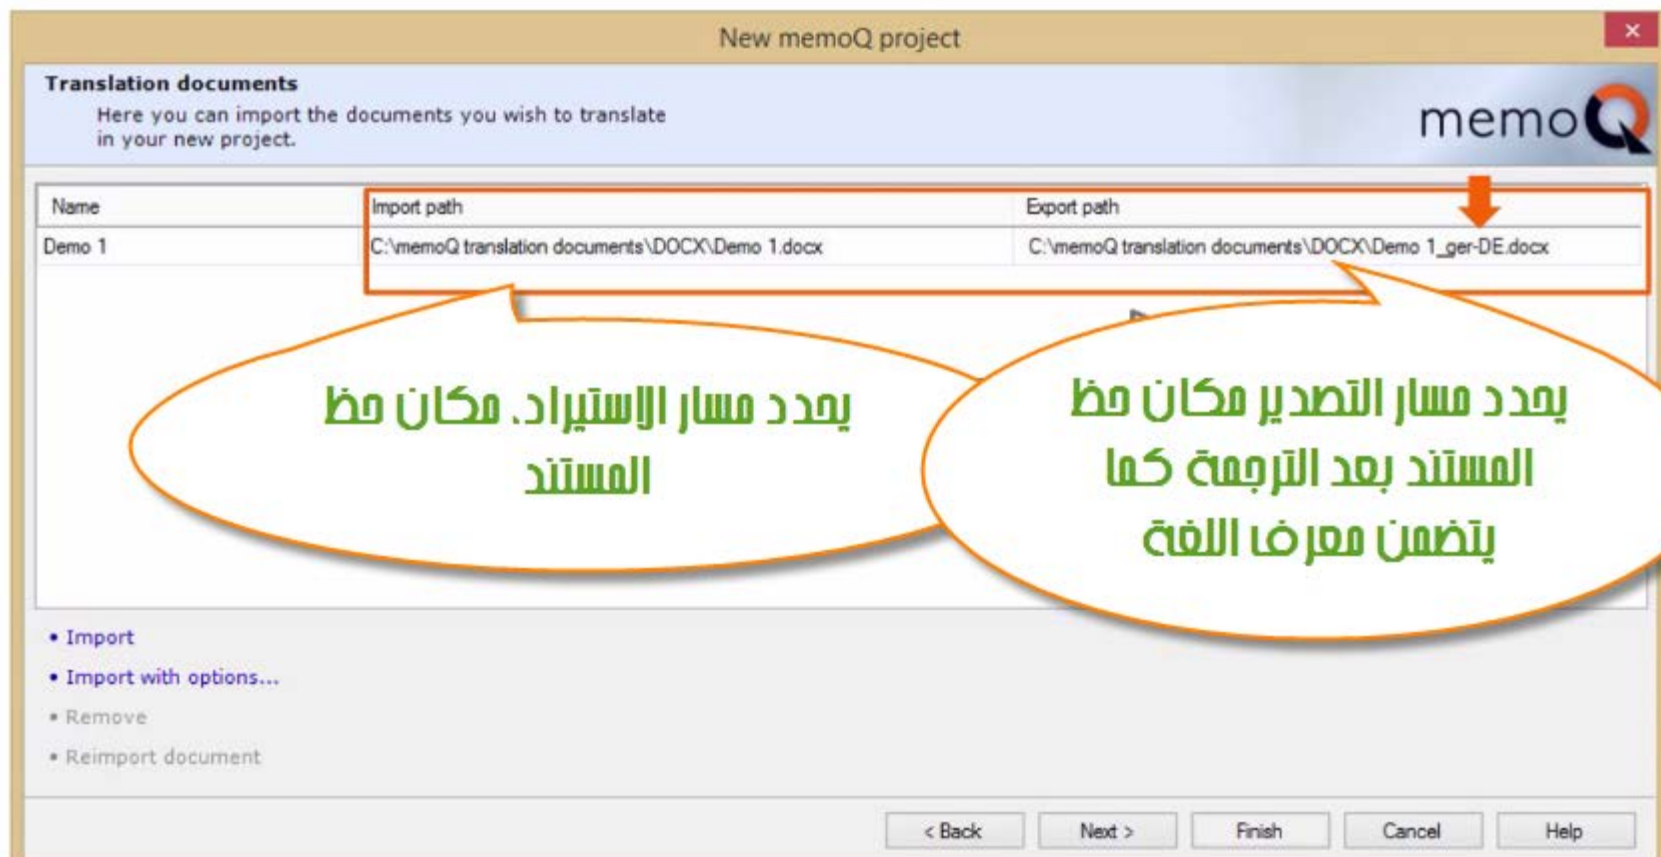 New memoQ project
Translation documents
Here you can import the documents you wish to translate
in your new project.
memoQ
Name Import path Export path
Demo 1 C:\memoQ translation documents\DOCX\Demo 1.docx C:\memoQ translation documents\DOCX\Demo 1_ger-DE.docx
يحدد مسار الإستيراد. مكان حظ
المستند
يحدد مسار التصدير مكان حظ
المستند بعد الترجمة كما
يتضمن معرف اللغة
• Import
• Import with options...
• Remove
• Reimport document
< Back Next > Finish Cancel Help